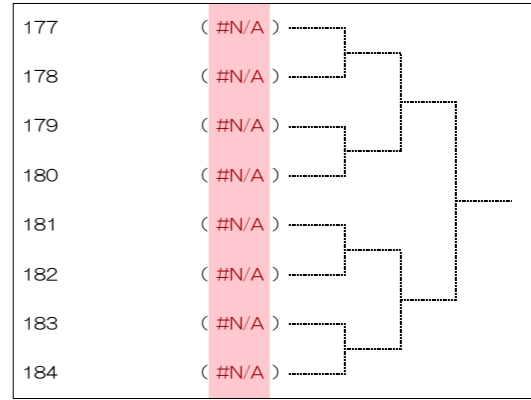 177 ( #N/A )
178 ( #N/A )
179 ( #N/A )
180 ( #N/A )
181 ( #N/A )
182 ( #N/A )
183 ( #N/A )
184 ( #N/A )